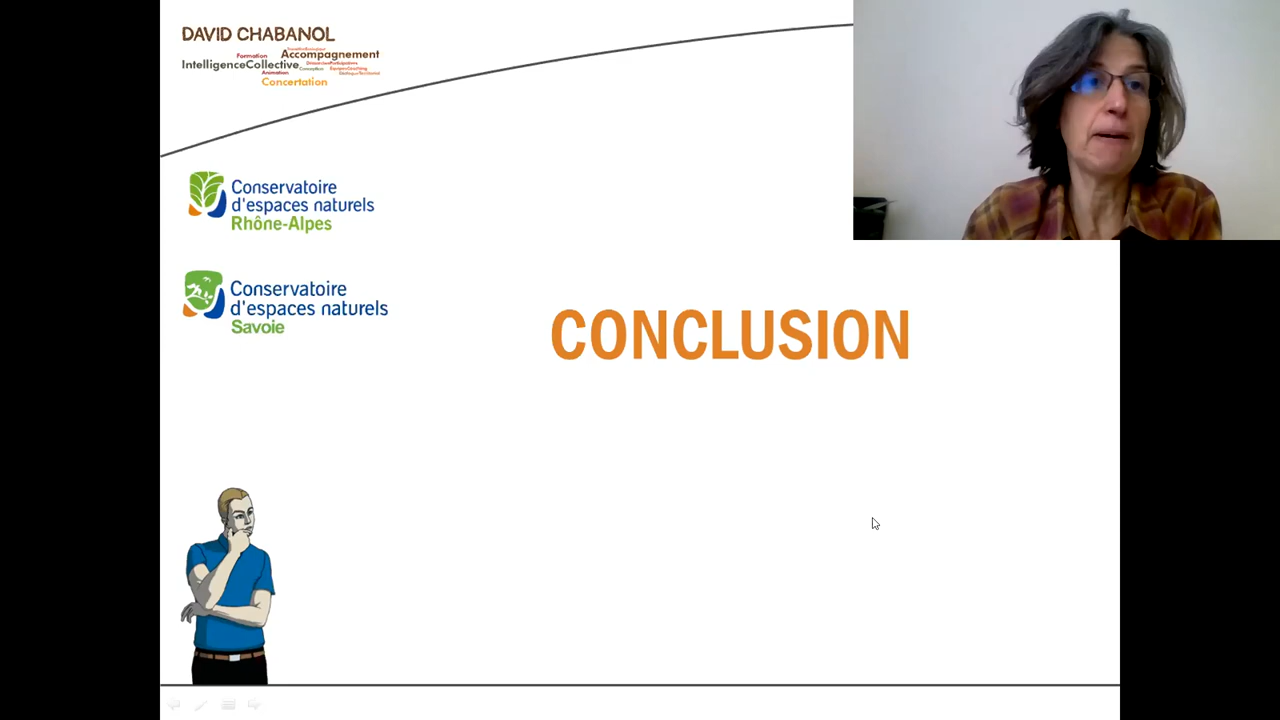 DAVID CHABANOL
Formation
Accompagnement
IntelligenceCollective
Animation
Concertation
Conservatoire
d'espaces naturels
Rhône-Alpes
Conservatoire
d'espaces naturels
Savoie
CONCLUSION